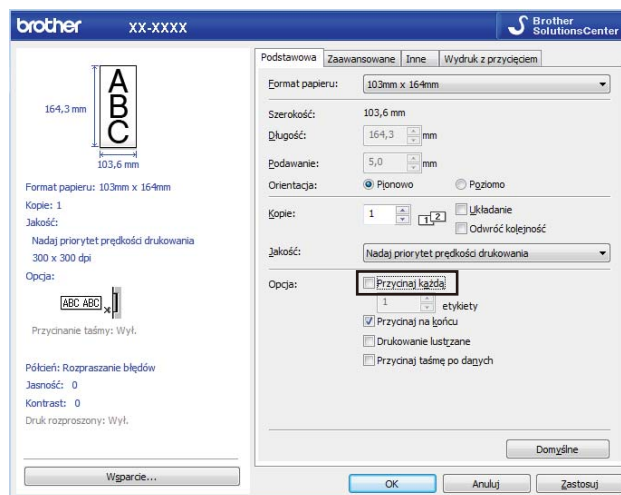 brother XX-XXXX Brother SolutionsCenter
164,3 mm
A
B
C
103,6 mm
Format papieru: 103mm x 164mm
Kopie: 1
Jakość:
Nadaj priorytet prędkości drukowania
300 x 300 dpi
Opcja:
ABC ABC
Przycinanie taśmy: Wył.
Półcień: Rozpraszanie błędów
Jasność: 0
Kontrast: 0
Druk rozproszony: Wył.
Wsparcie...
Podstawowa Zaawansowane Inne Wydruk z przycięciem
Format papieru: 103mm x 164mm
Szerokość: 103,6 mm
Długość: 164,3 mm
Podawanie: 5,0 mm
Orientacja: Pionowo Poziomo
Kopie: 1 1 2 Układanie
Odwróć kolejność
Jakość: Nadaj priorytet prędkości drukowania
Opcja: Przycinaj każdą
1 etykiety
Przycinaj na końcu
Drukowanie lustrzane
Przycinaj taśmę po danych
Domyślne
OK Anuluj Zastosuj